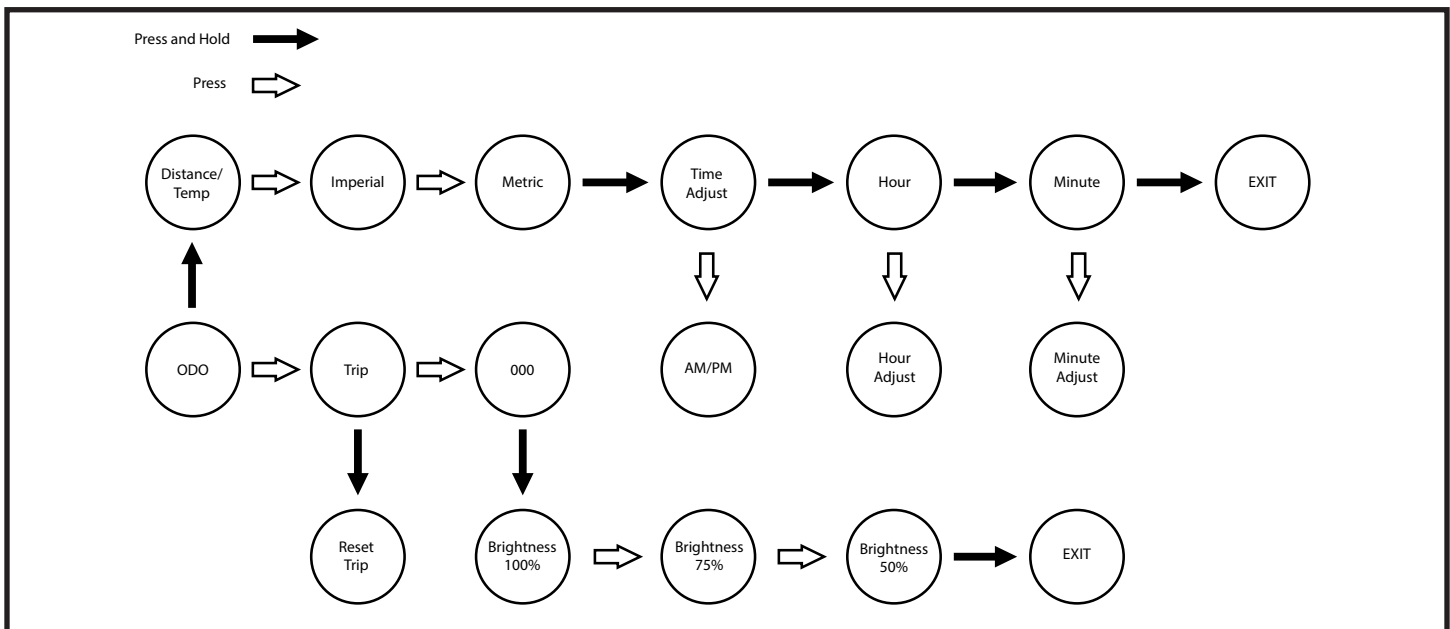 Press and Hold
Press
Distance/
Temp
Imperial
Metric
Time
Adjust
Hour
Minute
EXIT
ODO
Trip
000
AM/PM
Hour
Adjust
Minute
Adjust
Reset
Trip
Brightness
100%
Brightness
75%
Brightness
50%
EXIT